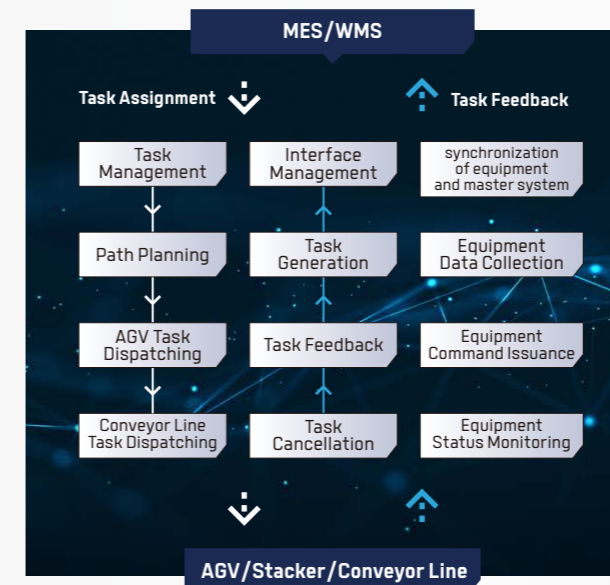 MES/WMS
Task Assignment
Task Feedback
Task
Management
Interface
Management
synchronization
of equipment
and master system
Path Planning
Task
Generation
Equipment
Data Collection
AGV Task
Dispatching
Task Feedback
Equipment
Command Issuance
Conveyor Line
Task Dispatching
Task
Cancellation
Equipment
Status Monitoring
AGV/Stacker/Conveyor Line